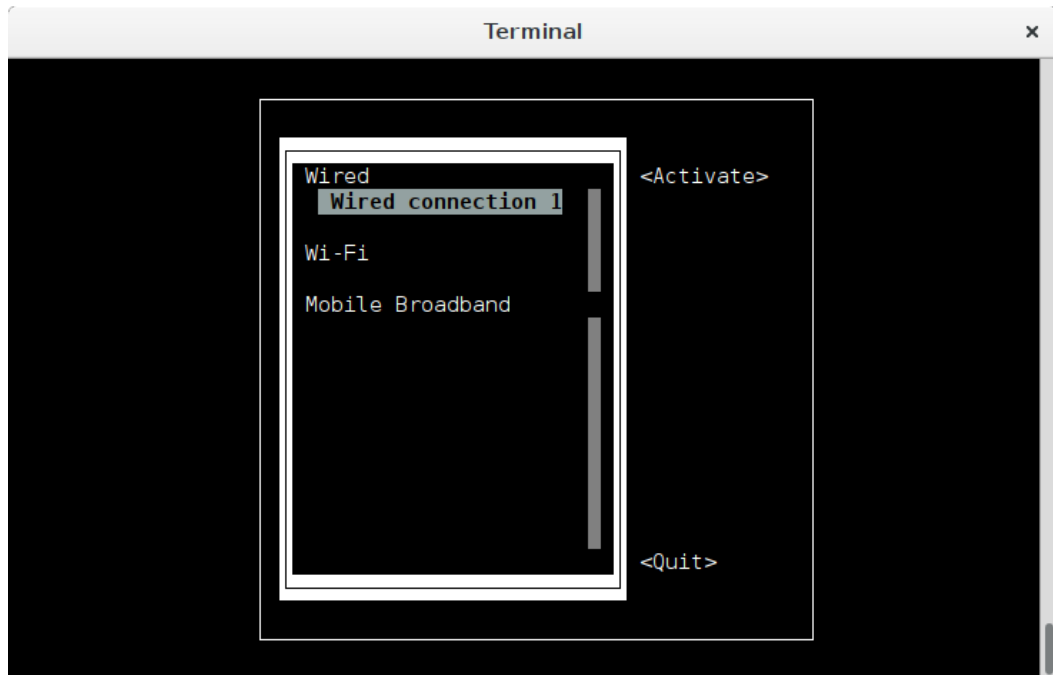 Terminal
Wired <Activate>
Wired connection 1
Wi-Fi
Mobile Broadband
<Quit>